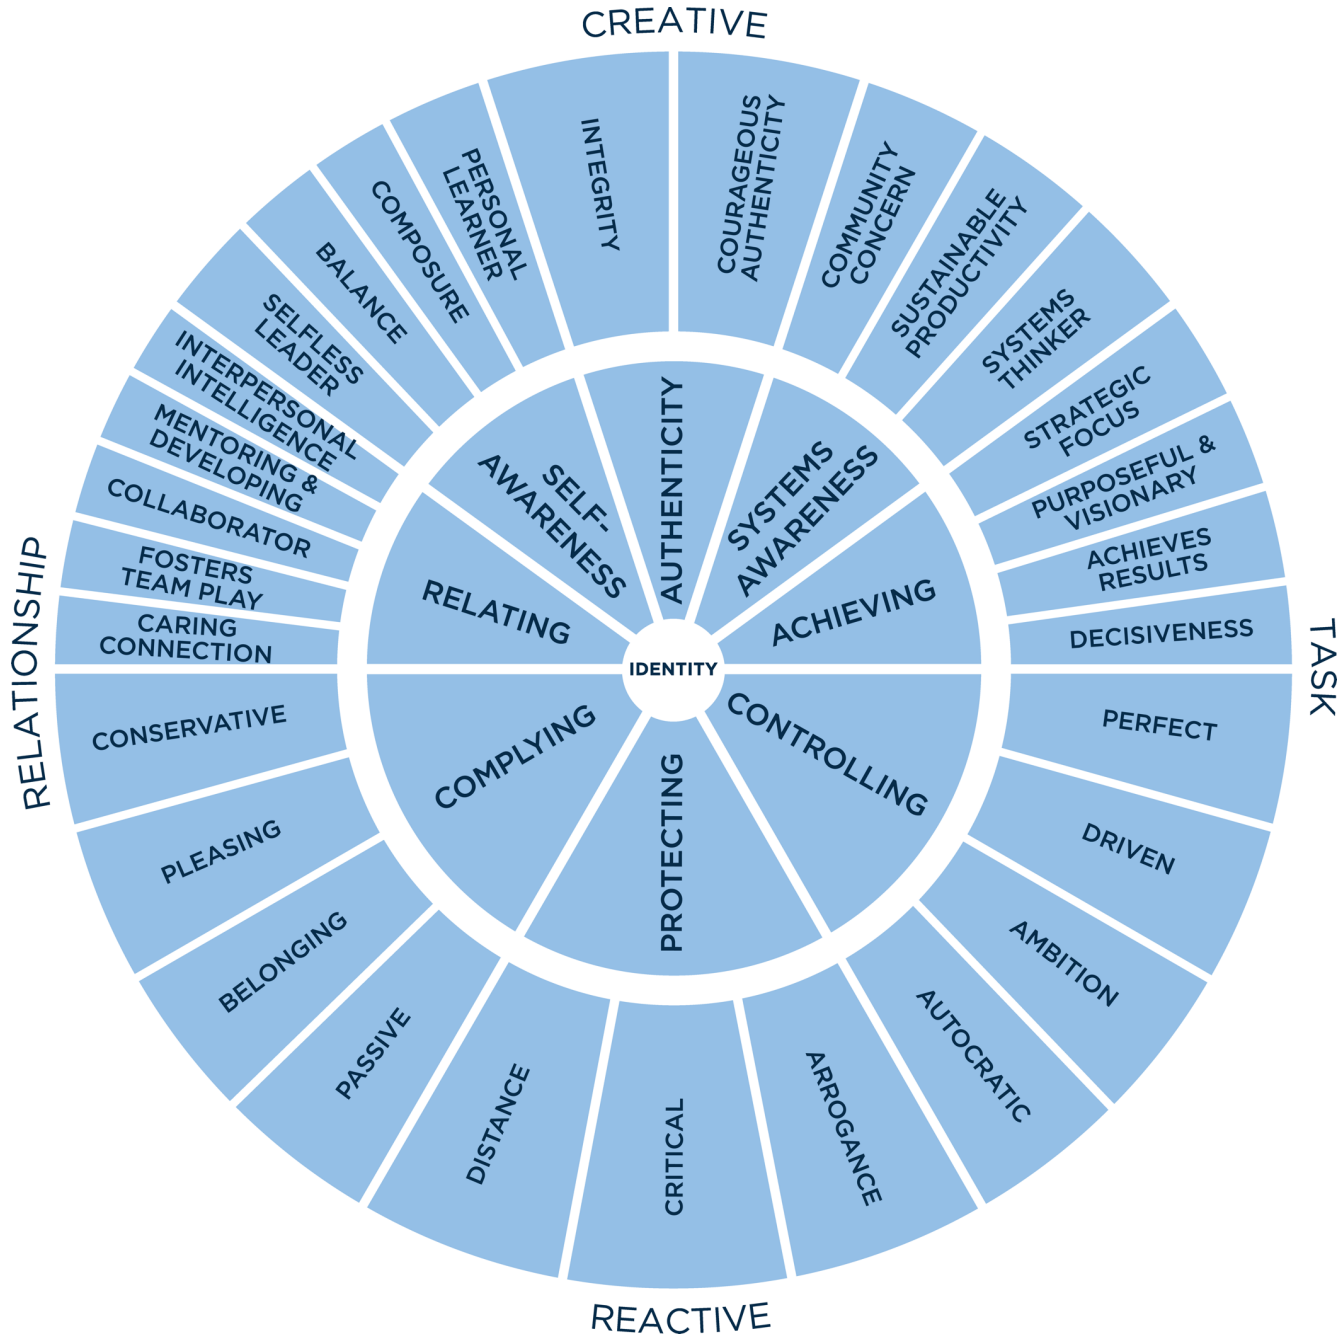 CREATIVE
INTEGRITY
COURAGEOUS
AUTHENTICITY
COMMUNITY
CONCERN
SUSTAINABLE
PRODUCTIVITY
SYSTEMS
THINKER
STRATEGIC
FOCUS
PURPOSEFUL &
VISIONARY
ACHIEVES
RESULTS
DECISIVENESS
TASK
PERFECT
DRIVEN
AMBITION
AUTOCRATIC
ARROGANCE
CRITICAL
DISTANCE
PASSIVE
BELONGING
PLEASING
CONSERVATIVE
RELATIONSHIP
CARING
CONNECTION
FOSTERS
TEAM PLAY
COLLABORATOR
MENTORING &
DEVELOPING
INTERPERSONAL
INTELLIGENCE
SELFLESS
LEADER
BALANCE
COMPOSURE
PERSONAL
LEARNER
RELATING
SELF-
AWARENESS
AUTHENTICITY
SYSTEMS
AWARENESS
ACHIEVING
IDENTITY
CONTROLLING
PROTECTING
COMPLYING
REACTIVE